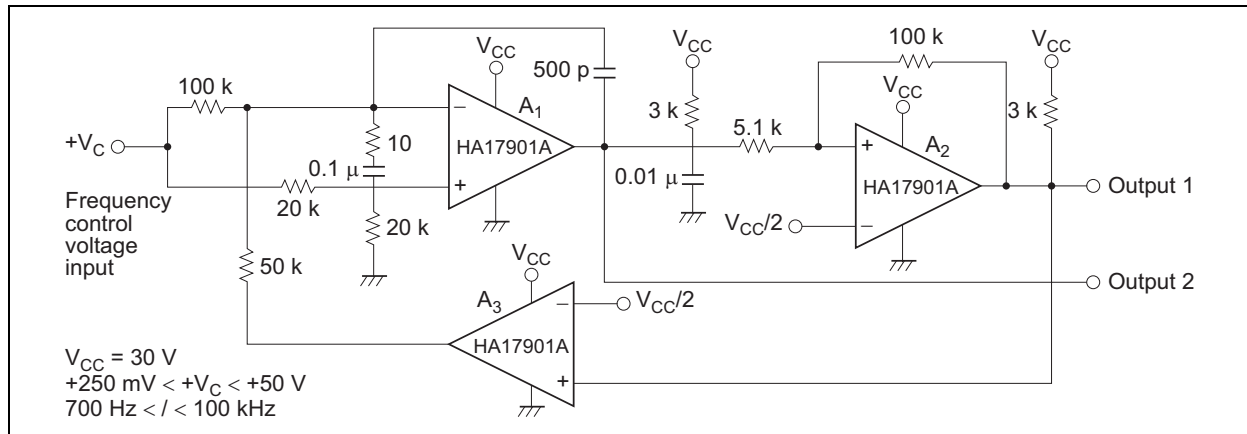 100 k
+V_C
Frequency
control
voltage
input
10
0.1 µ
20 k
20 k
50 k
V_CC
A_1
HA17901A
−
+
500 p
V_CC
3 k
0.01 µ
5.1 k
100 k
V_CC
A_2
HA17901A
+
−
V_CC/2
V_CC
3 k
Output 1
Output 2
V_CC
A_3
HA17901A
−
+
V_CC/2
V_CC = 30 V
+250 mV < +V_C < +50 V
700 Hz < / < 100 kHz